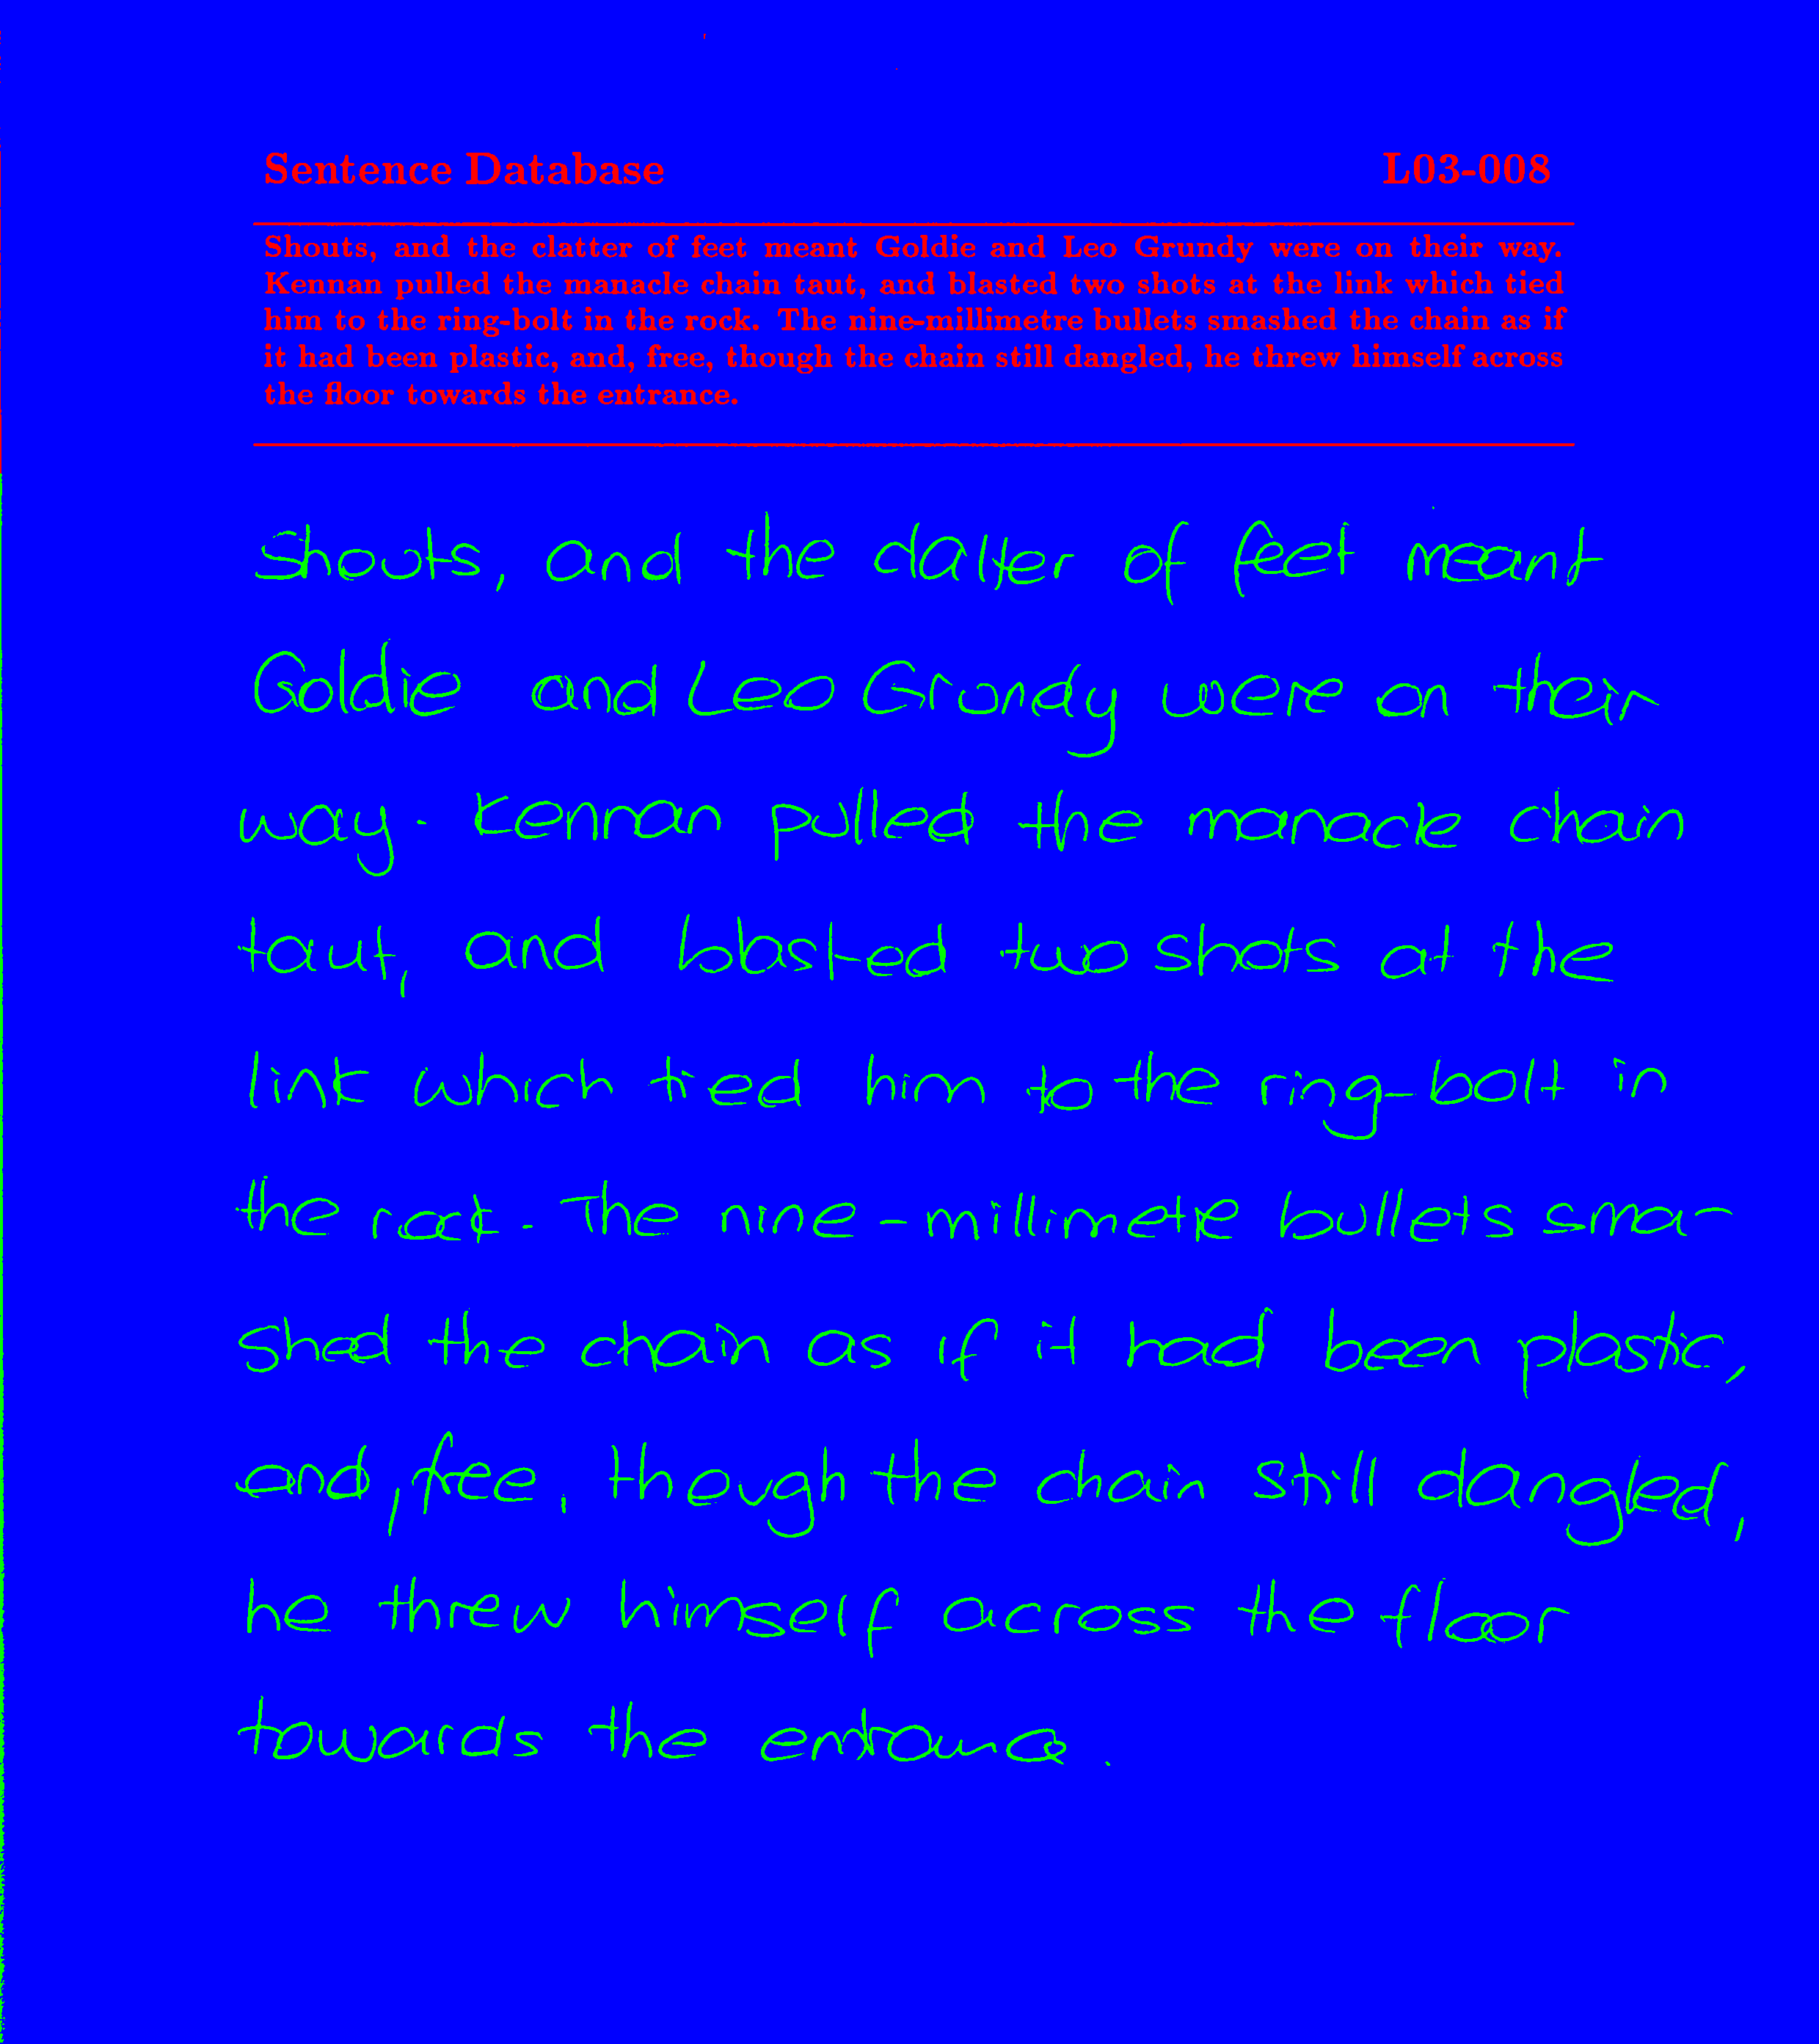 Sentence Database L03-008
Shouts, and the clatter of feet meant Goldie and Leo Grundy were on their way.
Kennan pulled the manacle chain taut, and blasted two shots at the link which tied
him to the ring-bolt in the rock. The nine-millimetre bullets smashed the chain as if
it had been plastic, and, free, though the chain still dangled, he threw himself across
the floor towards the entrance.
Shouts, and the clatter of feet meant
Goldie and Leo Grundy were on their
way. Kennan pulled the manacle chain
taut, and blasted two shots at the
link which tied him to the ring-bolt in
the rock. The nine-millimetre bullets sma-
shed the chain as if it had been plastic,
and, free, though the chain still dangled,
he threw himself across the floor
towards the entrance.